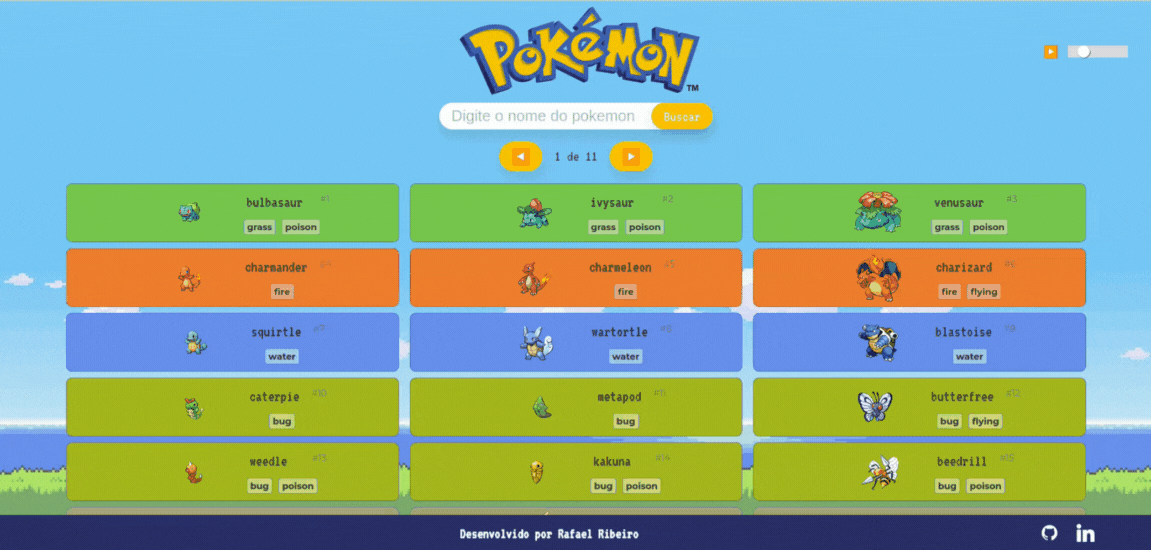 POKéMON
TM
Digite o nome do pokemon
Buscar
1 de 11
bulbasaur #1
grass poison
ivysaur #2
grass poison
venusaur #3
grass poison
charmander #4
fire
charmeleon #5
fire
charizard #6
fire flying
squirtle #7
water
wartortle #8
water
blastoise #9
water
caterpie #10
bug
metapod #11
bug
butterfree #12
bug flying
weedle #13
bug poison
kakuna #14
bug poison
beedrill #15
bug poison
Desenvolvido por Rafael Ribeiro
in